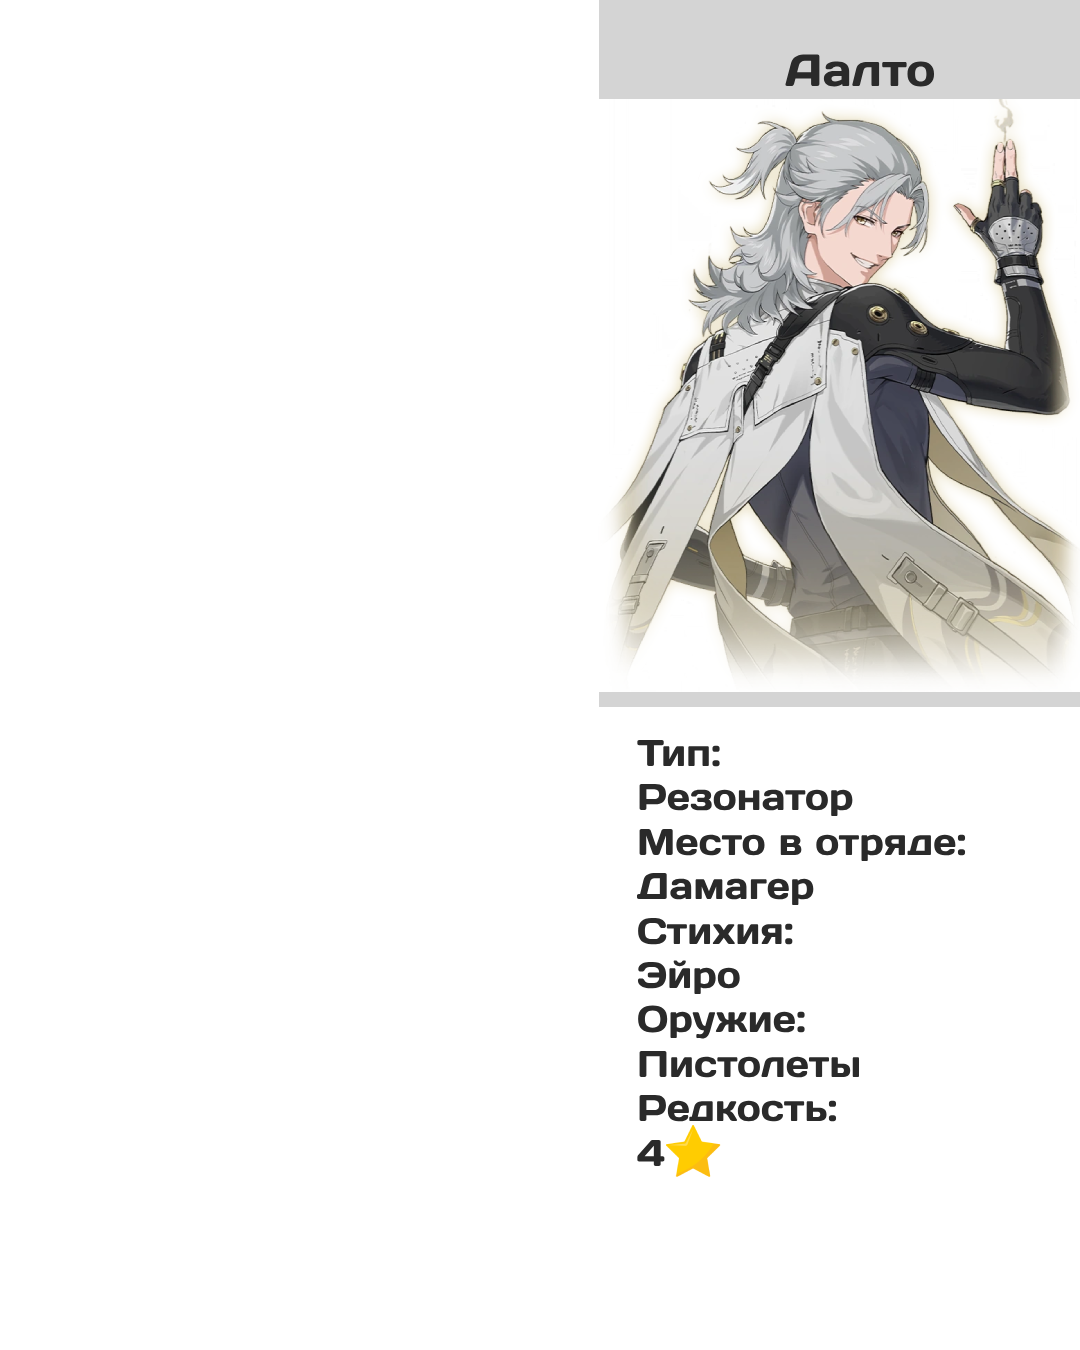 Аалто
Тип:
Резонатор
Место в отряде:
Дамагер
Стихия:
Эйро
Оружие:
Пистолеты
Редкость:
4⭐